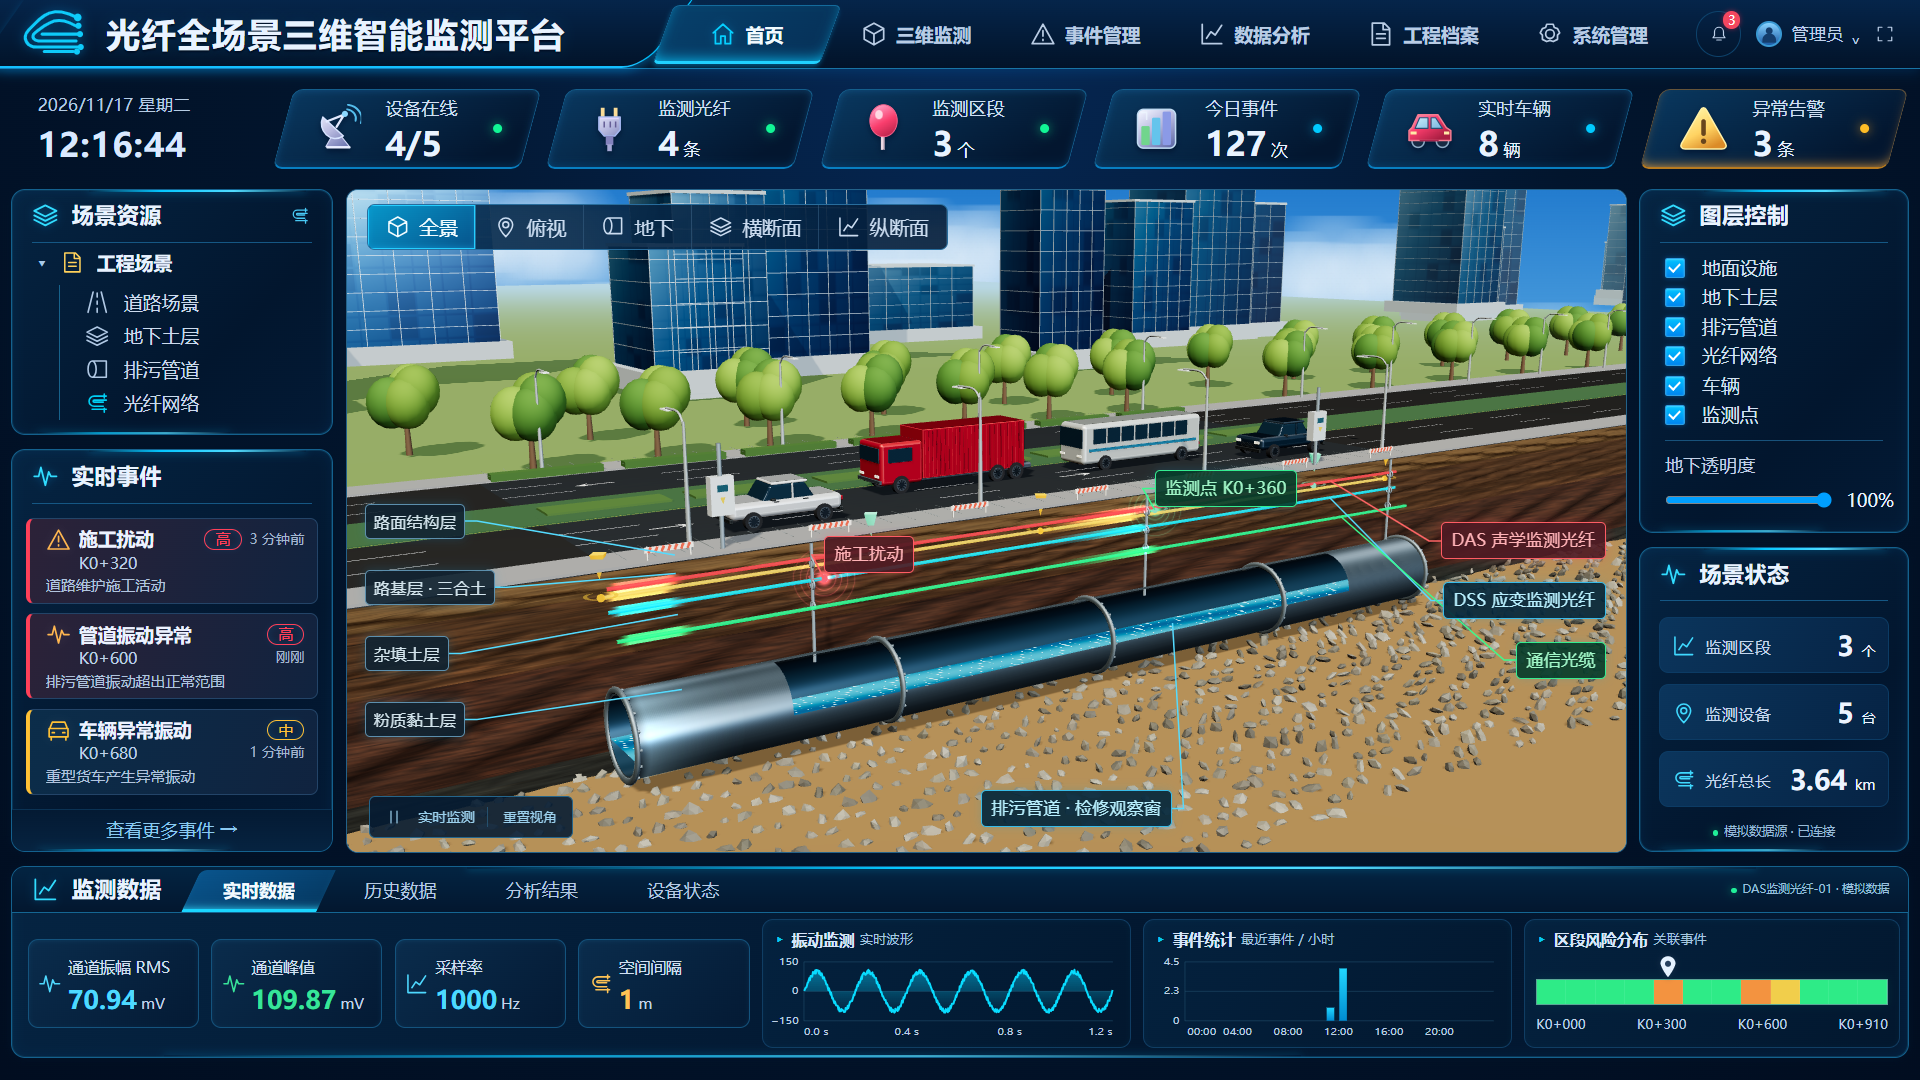 光纤全场景三维智能监测平台
首页
三维监测
事件管理
数据分析
工程档案
系统管理
3
管理员
2026/11/17 星期二
12:16:44
设备在线
4/5
监测光纤
4 条
监测区段
3 个
今日事件
127 次
实时车辆
8 辆
异常告警
3 条
场景资源
工程场景
道路场景
地下土层
排污管道
光纤网络
实时事件
施工扰动 高 3 分钟前
K0+320
道路维护施工活动
管道振动异常 高
K0+600 刚刚
排污管道振动超出正常范围
车辆异常振动 中
K0+680 1 分钟前
重型货车产生异常振动
查看更多事件
全景
俯视
地下
横断面
纵断面
路面结构层
路基层 · 三合土
杂填土层
粉质黏土层
施工扰动
监测点 K0+360
DAS 声学监测光纤
DSS 应变监测光纤
通信光缆
排污管道 · 检修观察窗
实时监测
重置视角
图层控制
地面设施
地下土层
排污管道
光纤网络
车辆
监测点
地下透明度
100%
场景状态
监测区段 3 个
监测设备 5 台
光纤总长 3.64 km
模拟数据源 · 已连接
监测数据
实时数据
历史数据
分析结果
设备状态
DAS监测光纤-01 · 模拟数据
通道振幅 RMS
70.94 mV
通道峰值
109.87 mV
采样率
1000 Hz
空间间隔
1 m
振动监测 实时波形
150
0
−150
0.0 s
0.4 s
0.8 s
1.2 s
事件统计 最近事件 / 小时
4.5
2.3
0
00:00
04:00
08:00
12:00
16:00
20:00
区段风险分布 关联事件
K0+000
K0+300
K0+600
K0+910